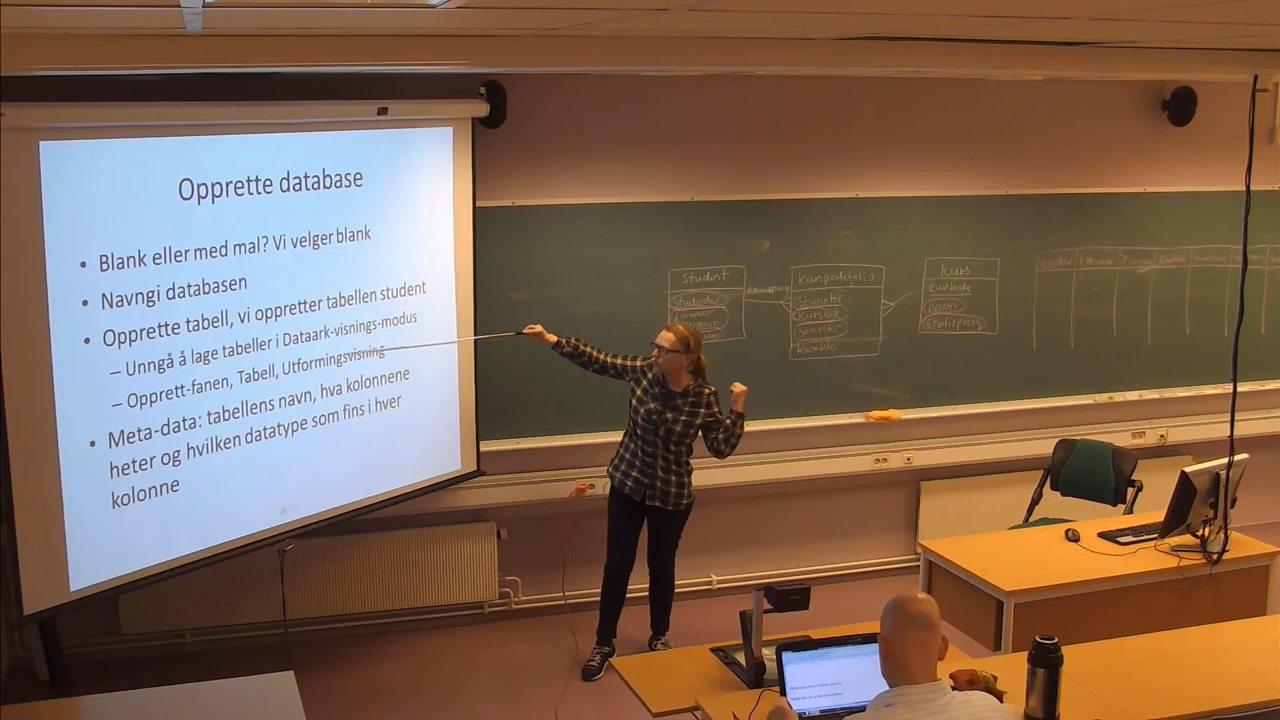 Opprette database
• Blank eller med mal? Vi velger blank
• Navngi databasen
• Opprette tabell, vi oppretter tabellen student
– Unngå å lage tabeller i Dataark-visnings-modus
– Opprett-fanen, Tabell, Utformingsvisning
• Meta-data: tabellens navn, hva kolonnene
heter og hvilken datatype som fins i hver
kolonne
Student
Kursportefolio
Studentnr
Kurskode
Semester
Karakter
Kurs
Kurskode
Navn
Studiepoeng